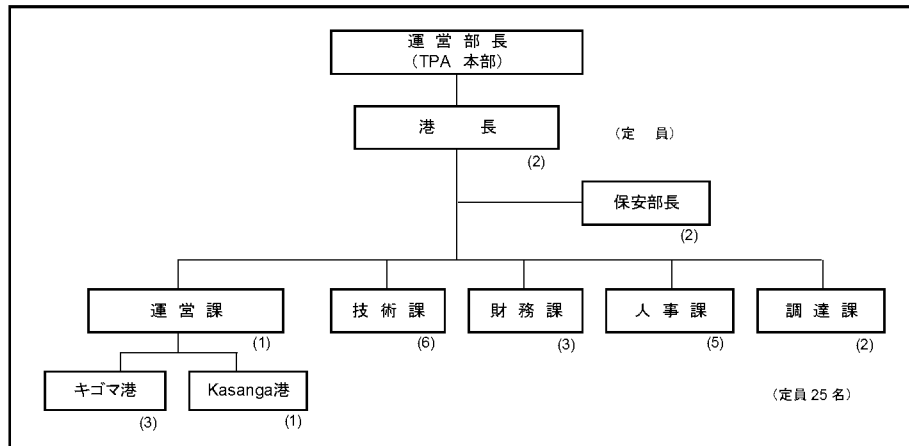 運営部長
(TPA 本部)
港 長
(定 員)
(2)
保安部長
(2)
運営課
技術課
財務課
人事課
調達課
(1)
(6)
(3)
(5)
(2)
キゴマ港
Kasanga港
(定員25名)
(3)
(1)